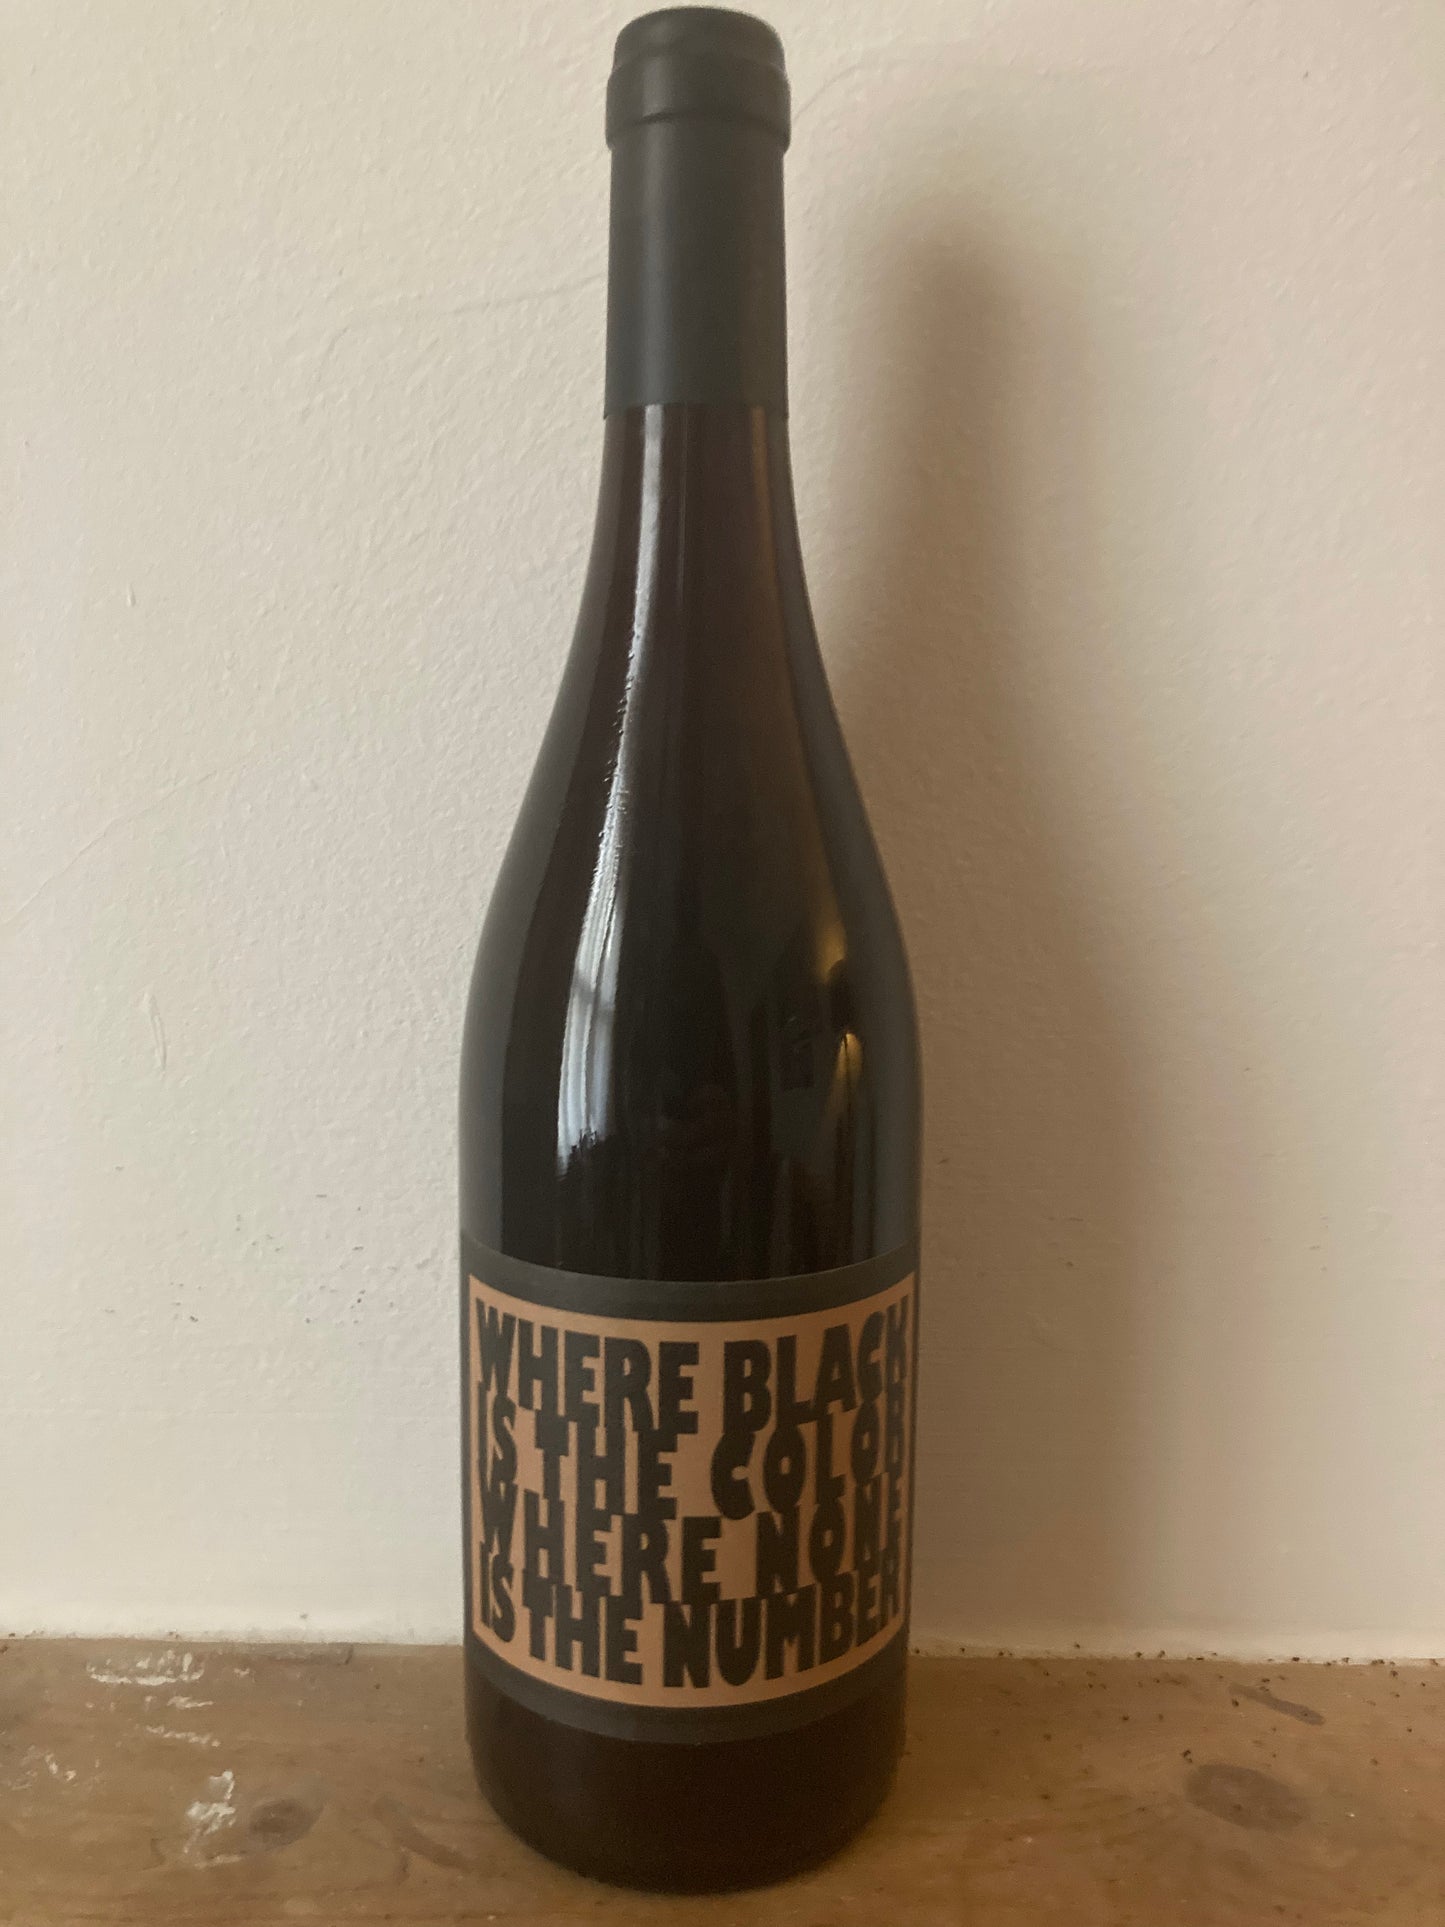 WHERE BLACK
IS THE COLOR
WHERE NONE
IS THE NUMBER